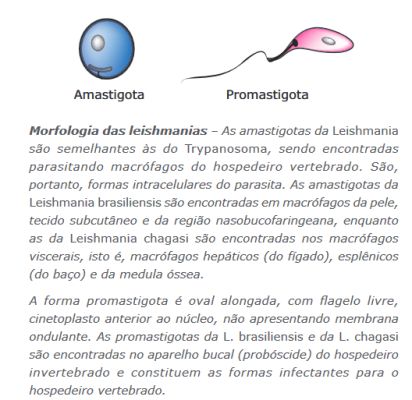 Amastigota Promastigota
Morfologia das leishmanias – As amastigotas da Leishmania
são semelhantes às do Trypanosoma, sendo encontradas
parasitando macrófagos do hospedeiro vertebrado. São,
portanto, formas intracelulares do parasita. As amastigotas da
Leishmania brasiliensis são encontradas em macrófagos da pele,
tecido subcutâneo e da região nasobucofaringeana, enquanto
as da Leishmania chagasi são encontradas nos macrófagos
viscerais, isto é, macrófagos hepáticos (do fígado), esplênicos
(do baço) e da medula óssea.
A forma promastigota é oval alongada, com flagelo livre,
cinetoplasto anterior ao núcleo, não apresentando membrana
ondulante. As promastigotas da L. brasiliensis e da L. chagasi
são encontradas no aparelho bucal (probóscide) do hospedeiro
invertebrado e constituem as formas infectantes para o
hospedeiro vertebrado.